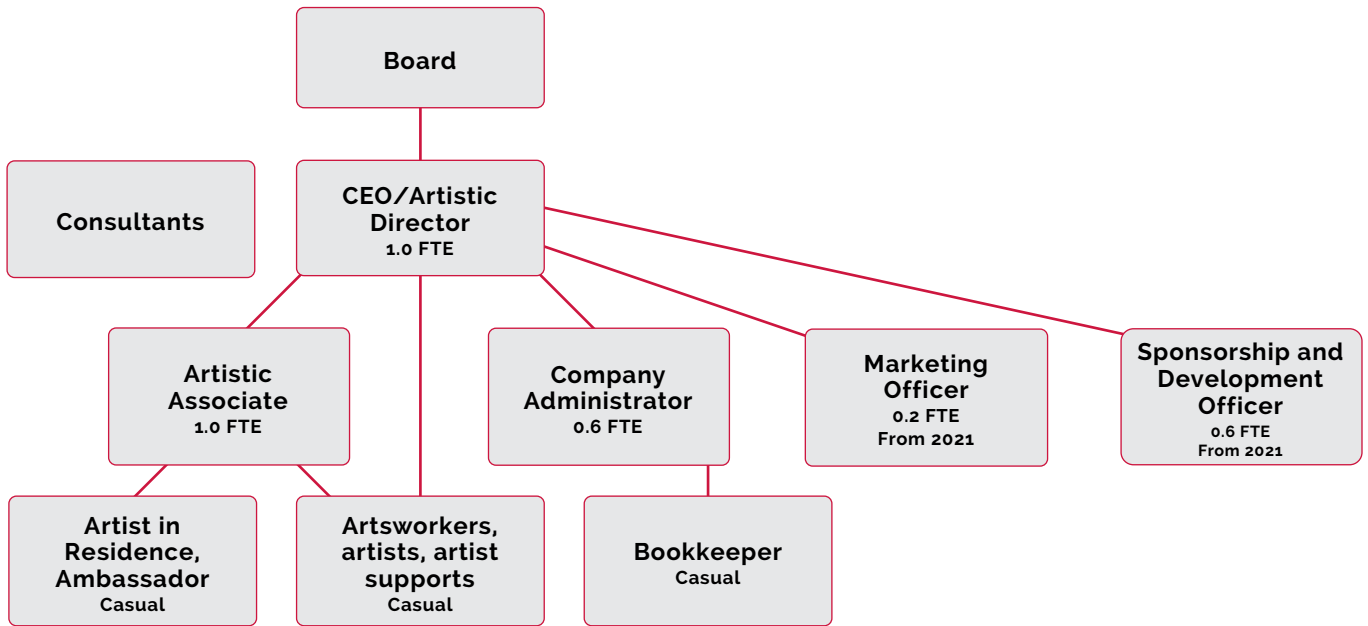 Board
Consultants
CEO/Artistic
Director
1.0 FTE
Artistic
Associate
1.0 FTE
Company
Administrator
0.6 FTE
Marketing
Officer
0.2 FTE
From 2021
Sponsorship and
Development
Officer
0.6 FTE
From 2021
Artist in
Residence,
Ambassador
Casual
Artsworkers,
artists, artist
supports
Casual
Bookkeeper
Casual